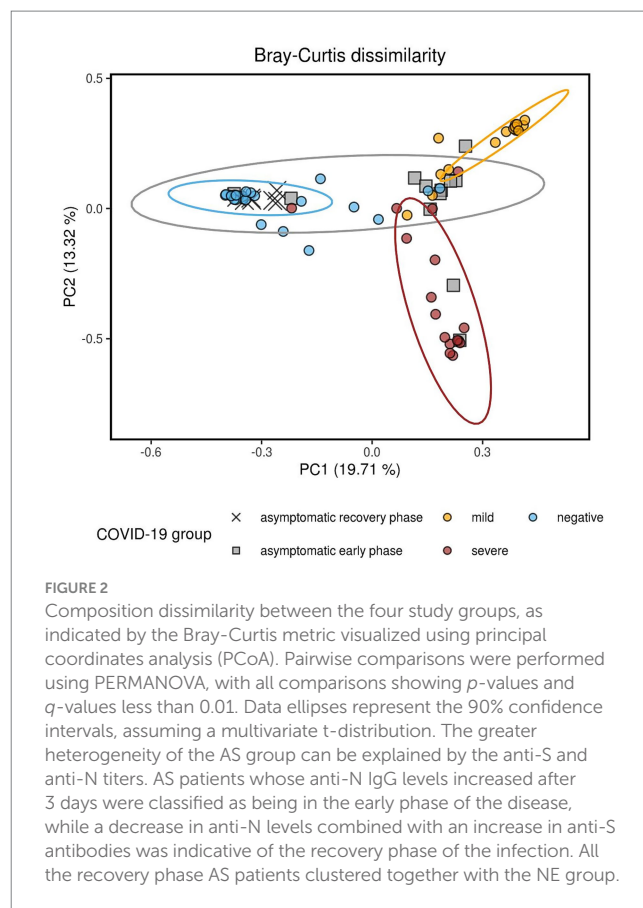 Bray-Curtis dissimilarity
0.5
0.0
-0.5
PC2 (13.32 %)
-0.6 -0.3 0.0 0.3
PC1 (19.71 %)
COVID-19 group
asymptomatic recovery phase mild negative
asymptomatic early phase severe
FIGURE 2
Composition dissimilarity between the four study groups, as
indicated by the Bray-Curtis metric visualized using principal
coordinates analysis (PCoA). Pairwise comparisons were performed
using PERMANOVA, with all comparisons showing p-values and
q-values less than 0.01. Data ellipses represent the 90% confidence
intervals, assuming a multivariate t-distribution. The greater
heterogeneity of the AS group can be explained by the anti-S and
anti-N titers. AS patients whose anti-N IgG levels increased after
3 days were classified as being in the early phase of the disease,
while a decrease in anti-N levels combined with an increase in anti-S
antibodies was indicative of the recovery phase of the infection. All
the recovery phase AS patients clustered together with the NE group.